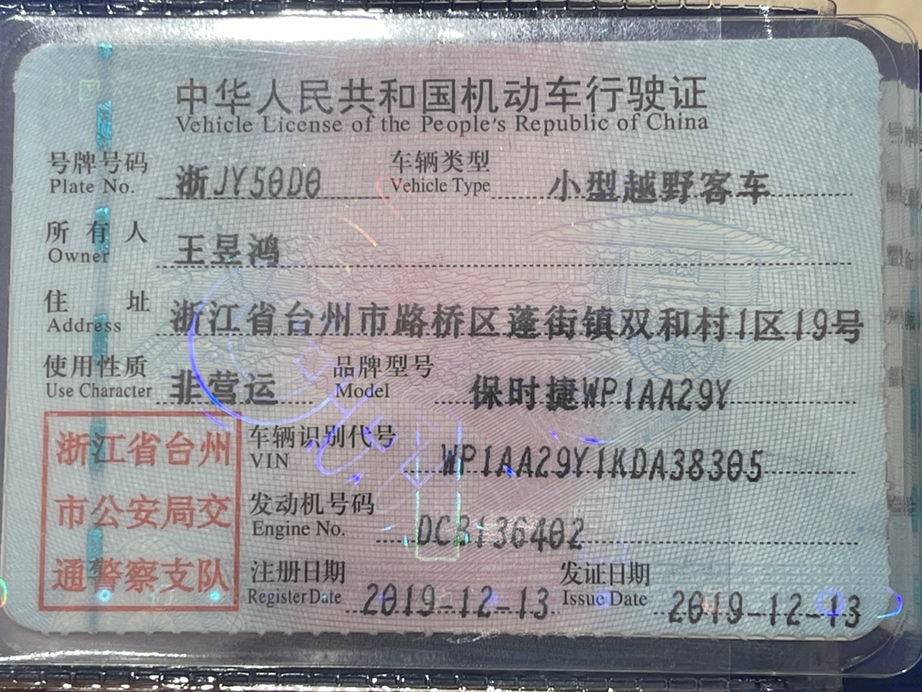 中华人民共和国机动车行驶证
Vehicle License of the People's Republic of China
号牌号码 浙JY50D0 车辆类型 小型越野客车
Plate No. Vehicle Type
所有人 王昱鸿
Owner
住址 浙江省台州市路桥区蓬街镇双和村1区19号
Address
使用性质 非营运 品牌型号 保时捷WP1AA29Y
Use Character Model
浙江省台州
市公安局交
通警察支队
车辆识别代号 WP1AA29Y1KDA38305
VIN
发动机号码 DCB136402
Engine No.
注册日期 2019-12-13 发证日期 2019-12-13
Register Date Issue Date